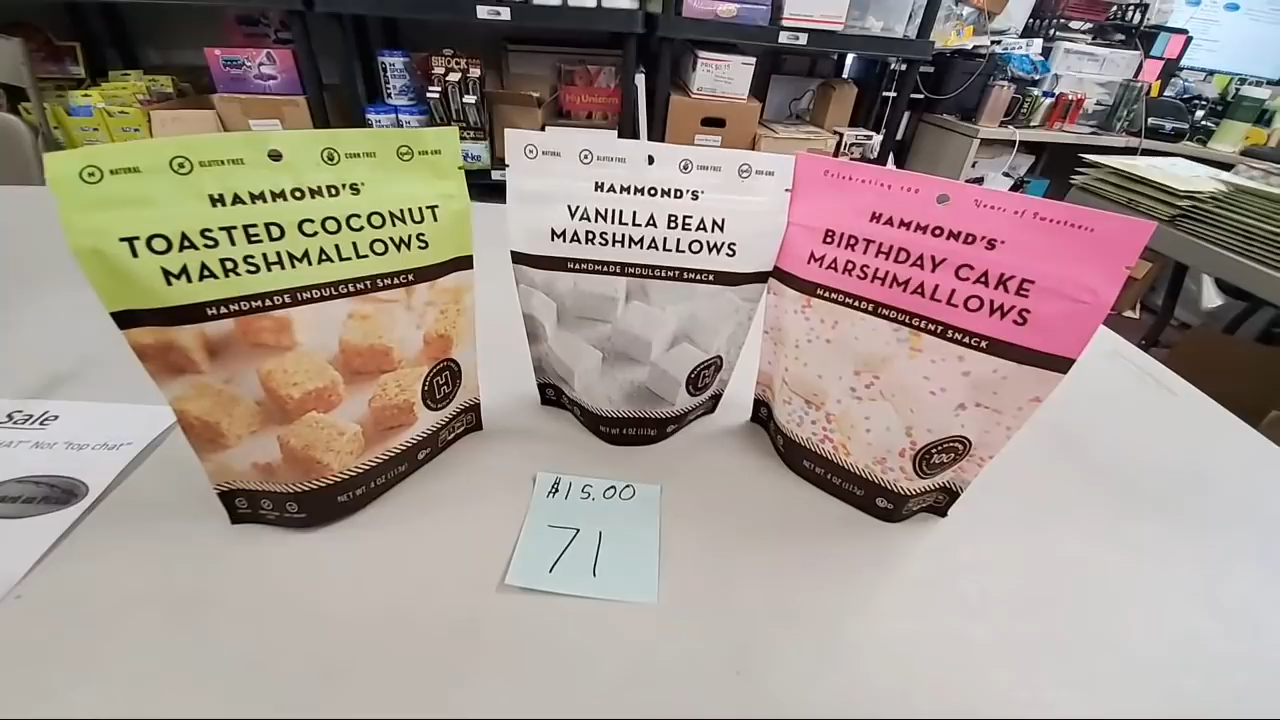 NATURAL
GLUTEN FREE
CORN FREE
NON-GMO
HAMMOND'S
TOASTED COCONUT
MARSHMALLOWS
HANDMADE INDULGENT SNACK
H
NET WT. 4 OZ (113g)
NATURAL
GLUTEN FREE
CORN FREE
NON-GMO
HAMMOND'S
VANILLA BEAN
MARSHMALLOWS
HANDMADE INDULGENT SNACK
H
NET WT. 4 OZ (113g)
Celebrating 100 Years of Sweetness
HAMMOND'S
BIRTHDAY CAKE
MARSHMALLOWS
HANDMADE INDULGENT SNACK
HAMMOND'S
100
NET WT. 4 OZ (113g)
$15.00
71
Sale
Not "top chat"
SHOCK
My Unicorn